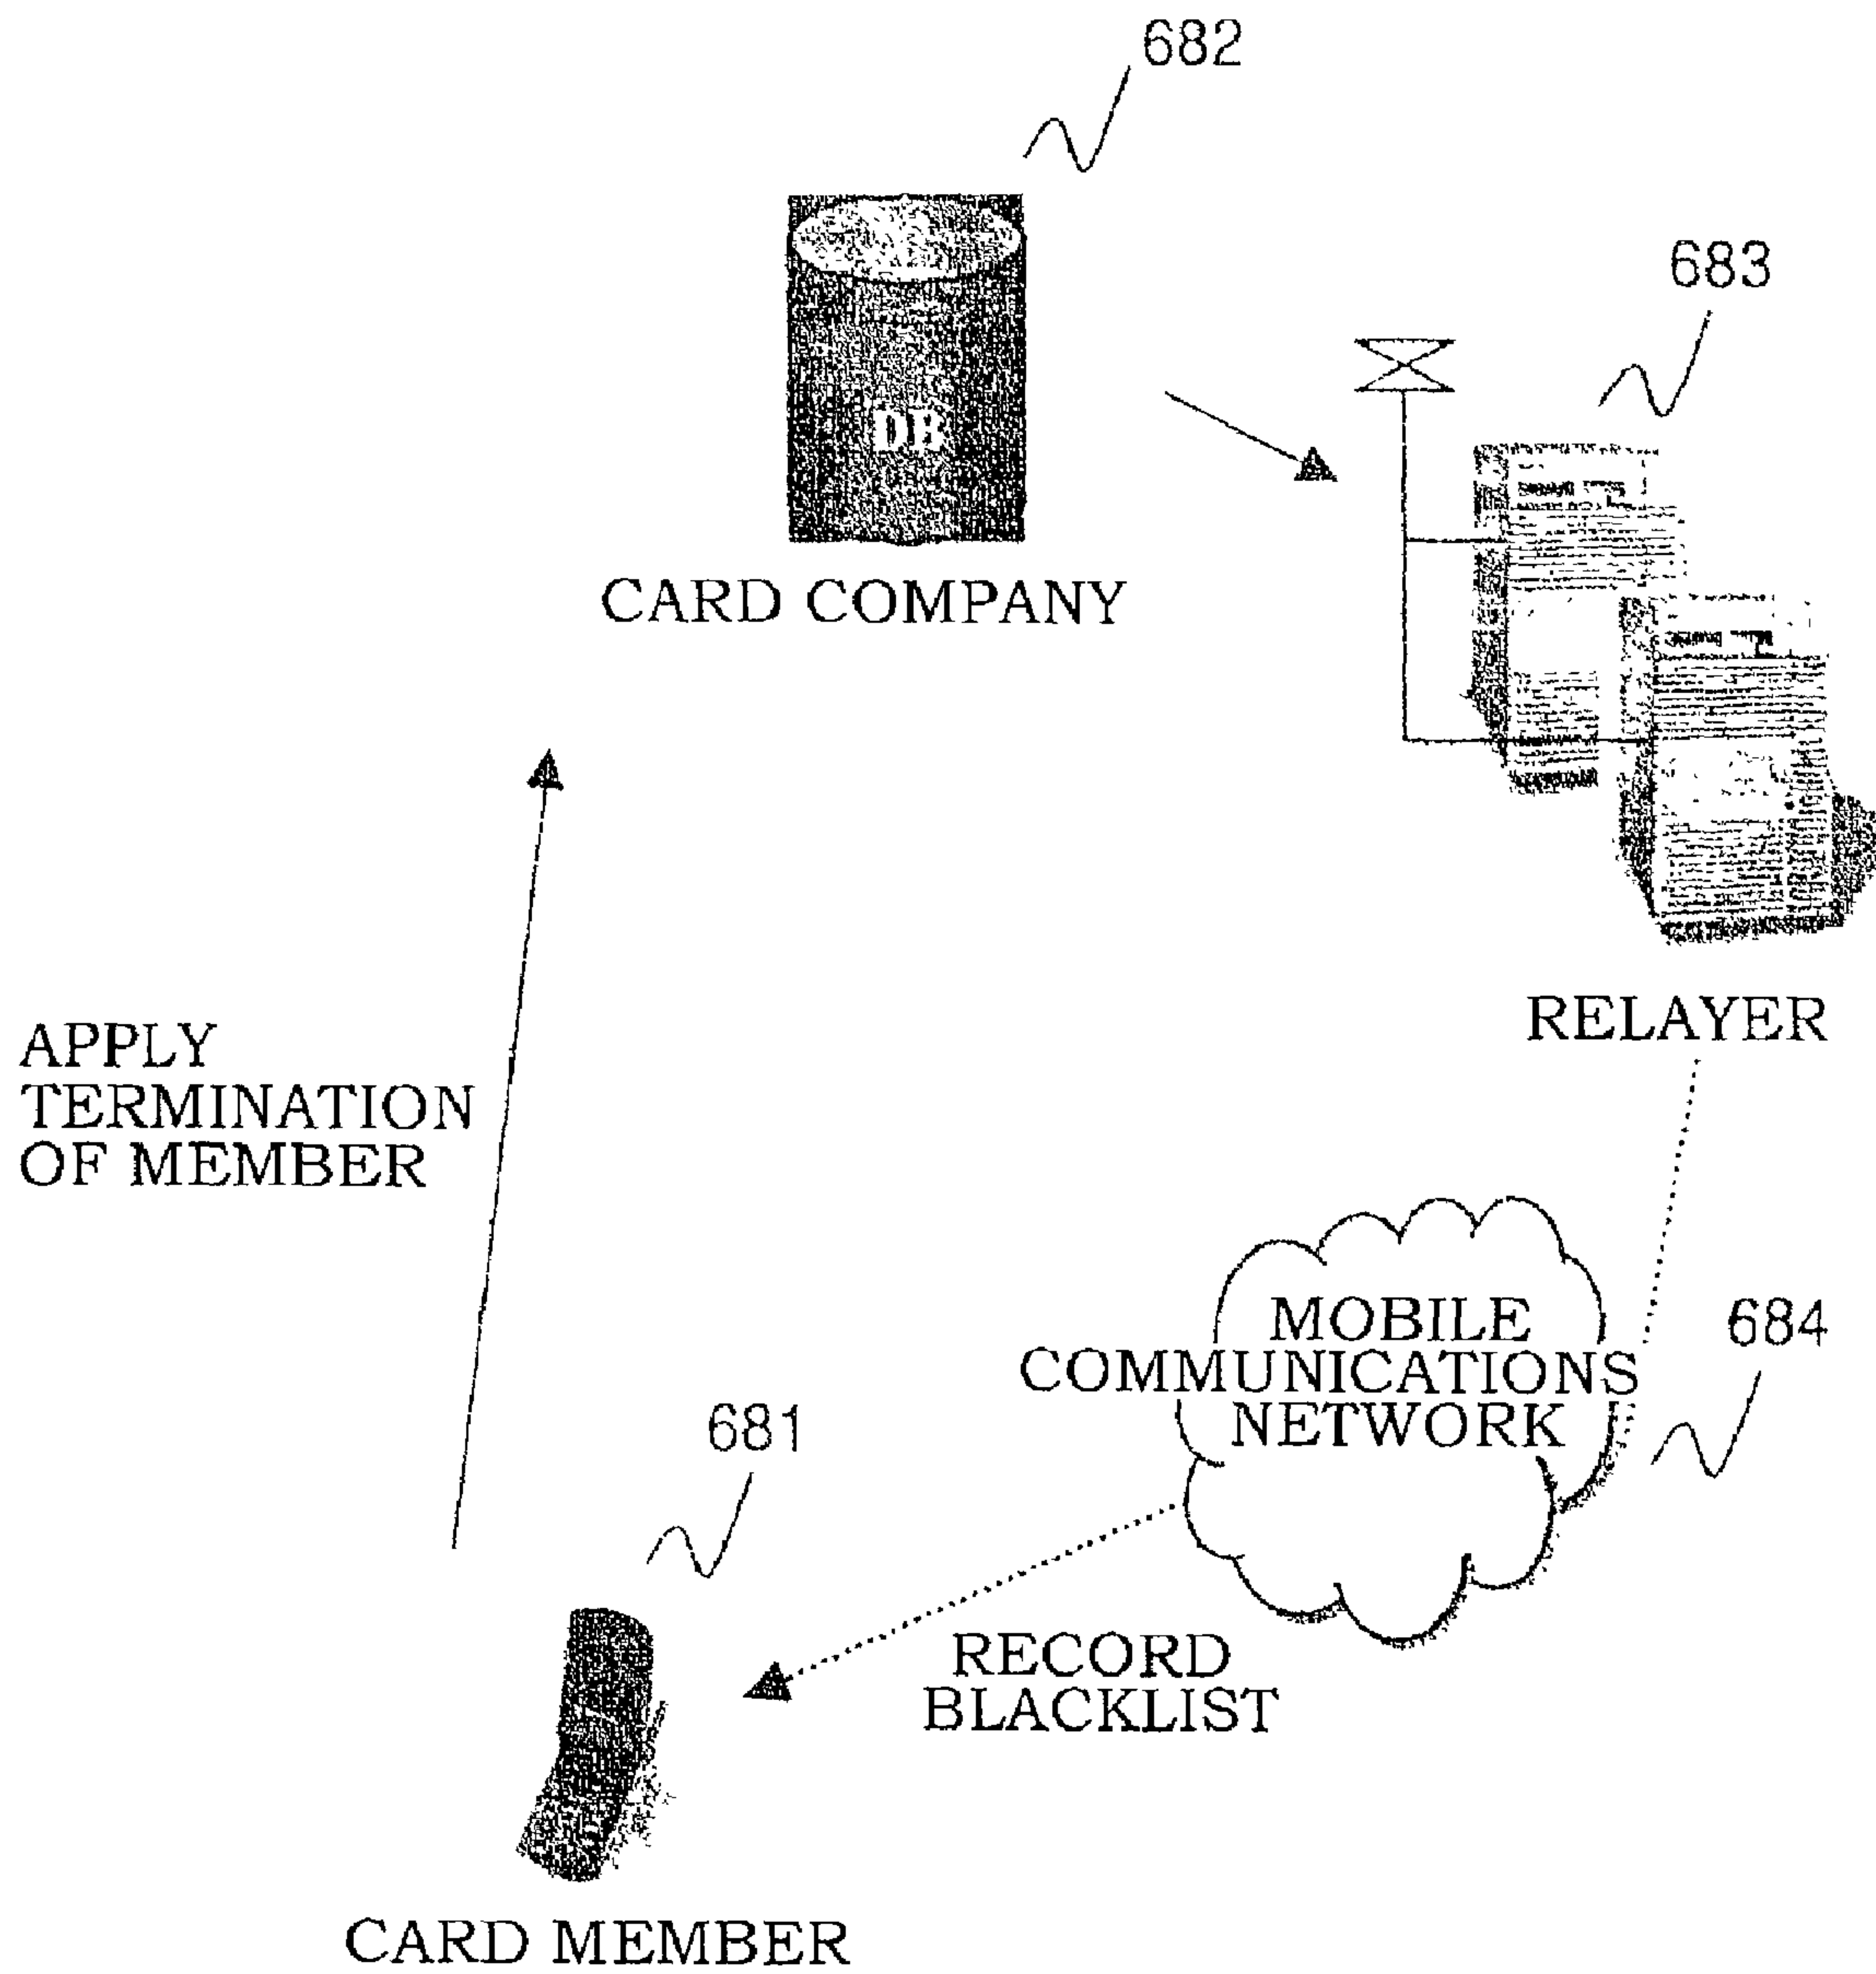 682
683
DB
CARD COMPANY
RELAYER
APPLY
TERMINATION
OF MEMBER
MOBILE
COMMUNICATIONS
NETWORK
684
681
RECORD
BLACKLIST
CARD MEMBER